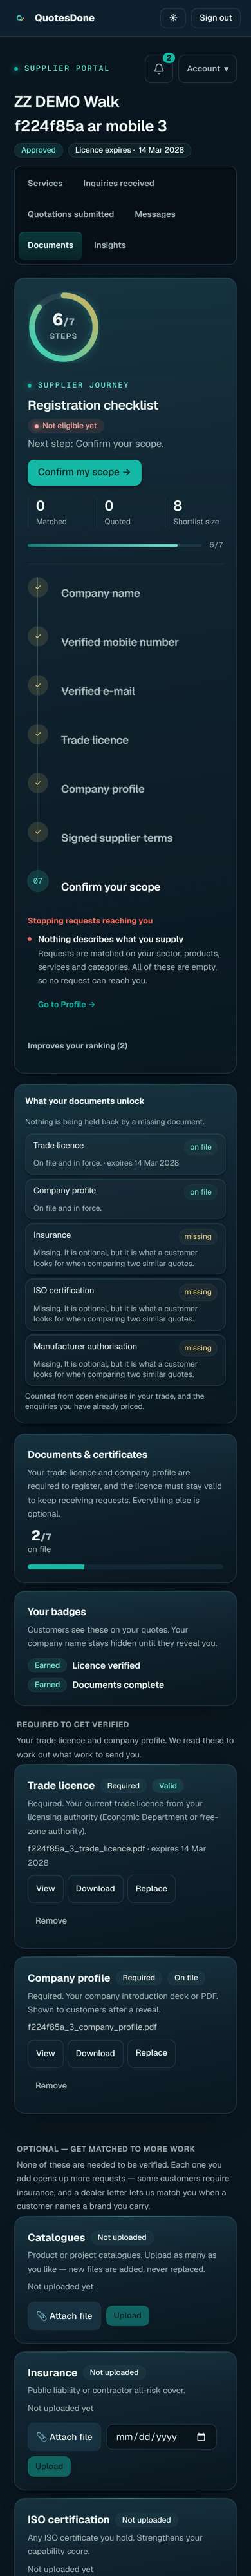 QuotesDone
Sign out
SUPPLIER PORTAL
2
Account ▾
ZZ DEMO Walk
f224f85a ar mobile 3
Approved
Licence expires · 14 Mar 2028
Services
Inquiries received
Quotations submitted
Messages
Documents
Insights
6/7
STEPS
SUPPLIER JOURNEY
Registration checklist
Not eligible yet
Next step: Confirm your scope.
Confirm my scope →
0
0
8
Matched
Quoted
Shortlist size
6/7
Company name
Verified mobile number
Verified e-mail
Trade licence
Company profile
Signed supplier terms
07
Confirm your scope
Stopping requests reaching you
Nothing describes what you supply
Requests are matched on your sector, products,
services and categories. All of these are empty,
so no request can reach you.
Go to Profile →
Improves your ranking (2)
What your documents unlock
Nothing is being held back by a missing document.
Trade licence
on file
On file and in force. · expires 14 Mar 2028
Company profile
on file
On file and in force.
Insurance
missing
Missing. It is optional, but it is what a customer
looks for when comparing two similar quotes.
ISO certification
missing
Missing. It is optional, but it is what a customer
looks for when comparing two similar quotes.
Manufacturer authorisation
missing
Missing. It is optional, but it is what a customer
looks for when comparing two similar quotes.
Counted from open enquiries in your trade, and the
enquiries you have already priced.
Documents & certificates
Your trade licence and company profile are
required to register, and the licence must stay valid
to keep receiving requests. Everything else is
optional.
2/7
on file
Your badges
Customers see these on your quotes. Your
company name stays hidden until they reveal you.
Earned
Licence verified
Earned
Documents complete
REQUIRED TO GET VERIFIED
Your trade licence and company profile. We read these to
work out what work to send you.
Trade licence
Required
Valid
Required. Your current trade licence from your
licensing authority (Economic Department or free-
zone authority).
f224f85a_3_trade_licence.pdf · expires 14 Mar
2028
View
Download
Replace
Remove
Company profile
Required
On file
Required. Your company introduction deck or PDF.
Shown to customers after a reveal.
f224f85a_3_company_profile.pdf
View
Download
Replace
Remove
OPTIONAL — GET MATCHED TO MORE WORK
None of these are needed to be verified. Each one you
add opens up more requests — some customers require
insurance, and a dealer letter lets us match you when a
customer names a brand you carry.
Catalogues
Not uploaded
Product or project catalogues. Upload as many as
you like — new files are added, never replaced.
Not uploaded yet
📎 Attach file
Upload
Insurance
Not uploaded
Public liability or contractor all-risk cover.
Not uploaded yet
📎 Attach file
mm/dd/yyyy
Upload
ISO certification
Not uploaded
Any ISO certificate you hold. Strengthens your
capability score.
Not uploaded yet